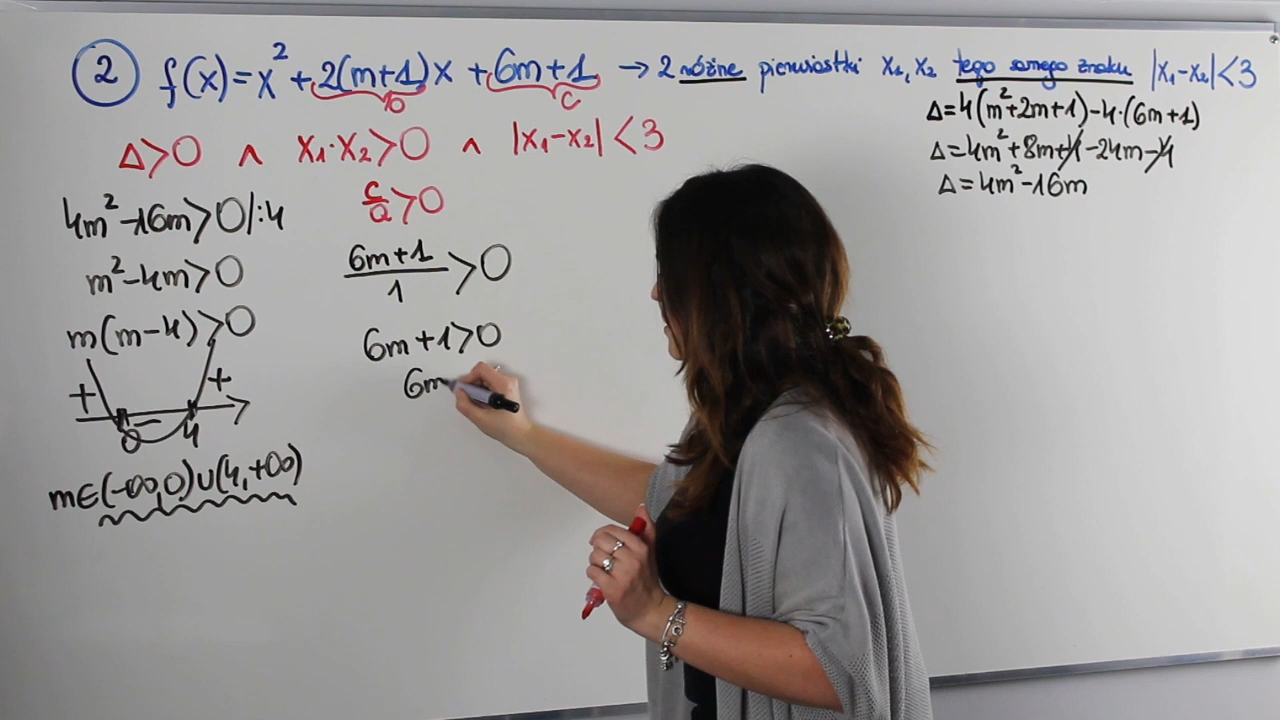 2 f(x)=x²+2(m+1)x+6m+1 → 2 różne pierwiastki x₁,x₂ tego samego znaku |x₁-x₂|<3
b c
Δ>0 ∧ x₁·x₂>0 ∧ |x₁-x₂|<3
4m²-16m>0/:4
m²-4m>0
m(m-4)>0
+ - +
0 4
m∈(-∞,0)∪(4,+∞)
c/a>0
6m+1/1>0
6m+1>0
6m
Δ=4(m²+2m+1)-4·(6m+1)
Δ=4m²+8m+4-24m-4
Δ=4m²-16m